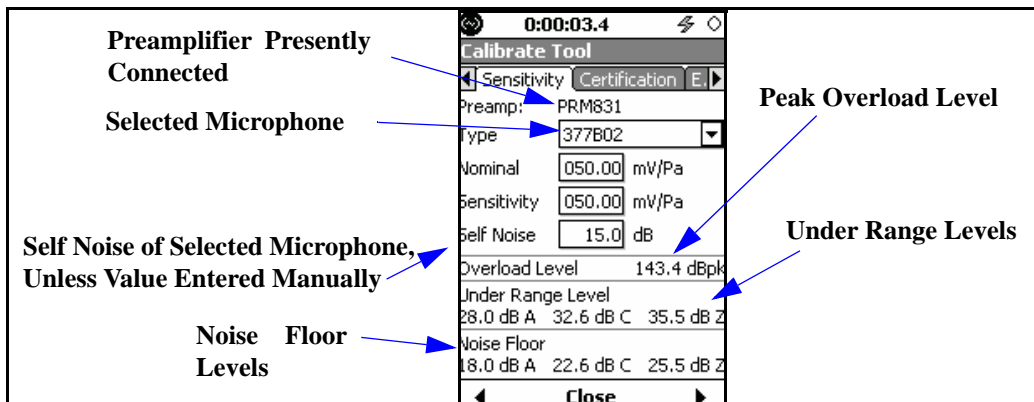 Preamplifier Presently
Connected
Selected Microphone
Self Noise of Selected Microphone,
Unless Value Entered Manually
Noise Floor
Levels
0:00:03.4
Calibrate Tool
Sensitivity Certification E.
Preamp: PRM831
Type 377B02
Nominal 050.00 mV/Pa
Sensitivity 050.00 mV/Pa
Self Noise 15.0 dB
Overload Level 143.4 dBpk
Under Range Level
28.0 dB A 32.6 dB C 35.5 dB Z
Noise Floor
18.0 dB A 22.6 dB C 25.5 dB Z
Close
Peak Overload Level
Under Range Levels